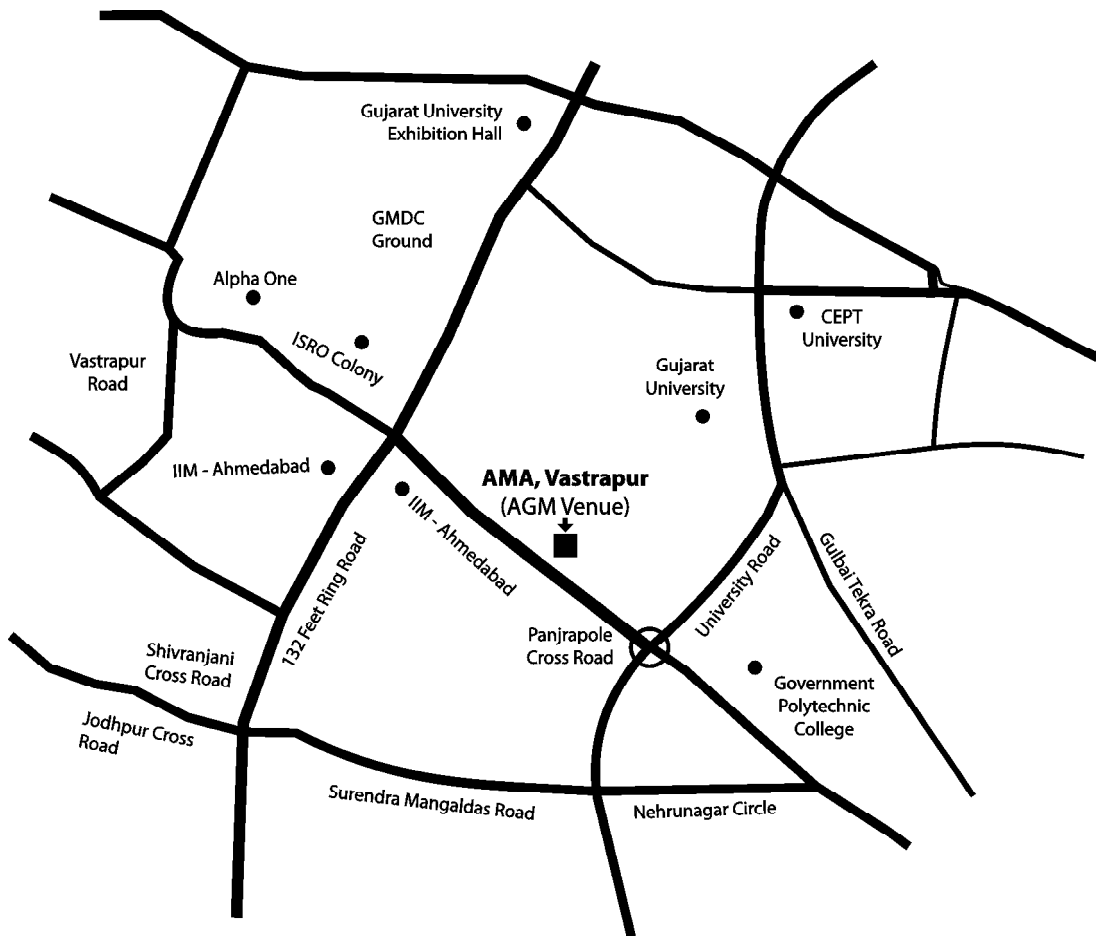 Gujarat University
Exhibition Hall
GMDC
Ground
Alpha One
ISRO Colony
CEPT
University
Vastrapur
Road
Gujarat
University
IIM - Ahmedabad
AMA, Vastrapur
(AGM Venue)
IIM - Ahmedabad
132 Feet Ring Road
University Road
Gulbai Tekra Road
Panjrapole
Cross Road
Shivranjani
Cross Road
Government
Polytechnic
College
Jodhpur Cross
Road
Surendra Mangaldas Road
Nehrunagar Circle